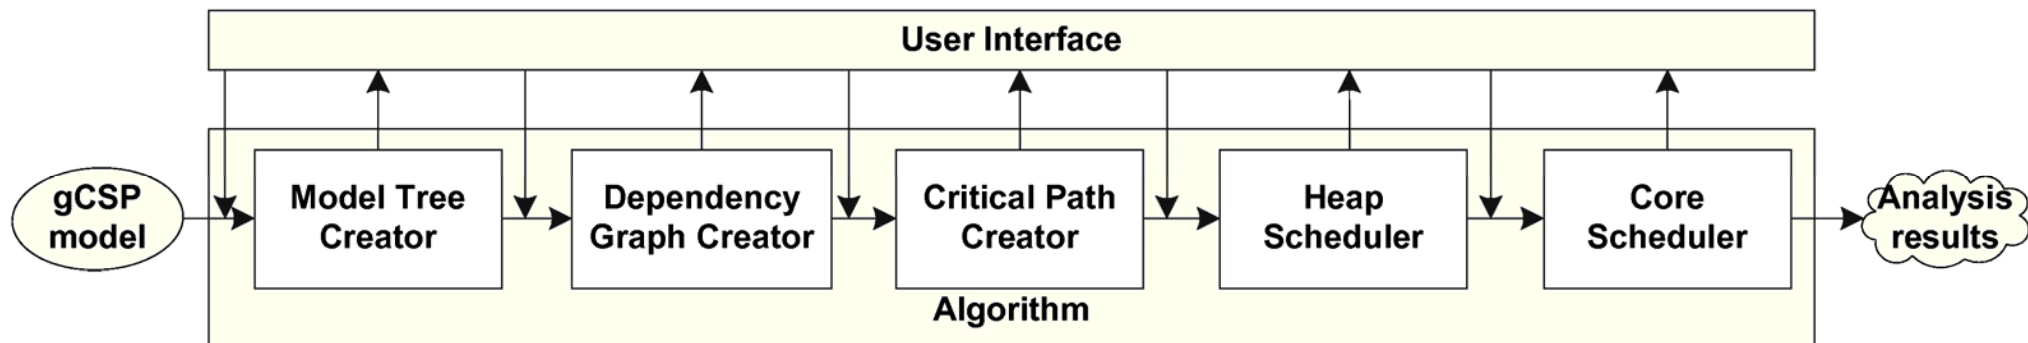 User Interface
gCSP
model
Model Tree
Creator
Dependency
Graph Creator
Critical Path
Creator
Heap
Scheduler
Core
Scheduler
Analysis
results
Algorithm